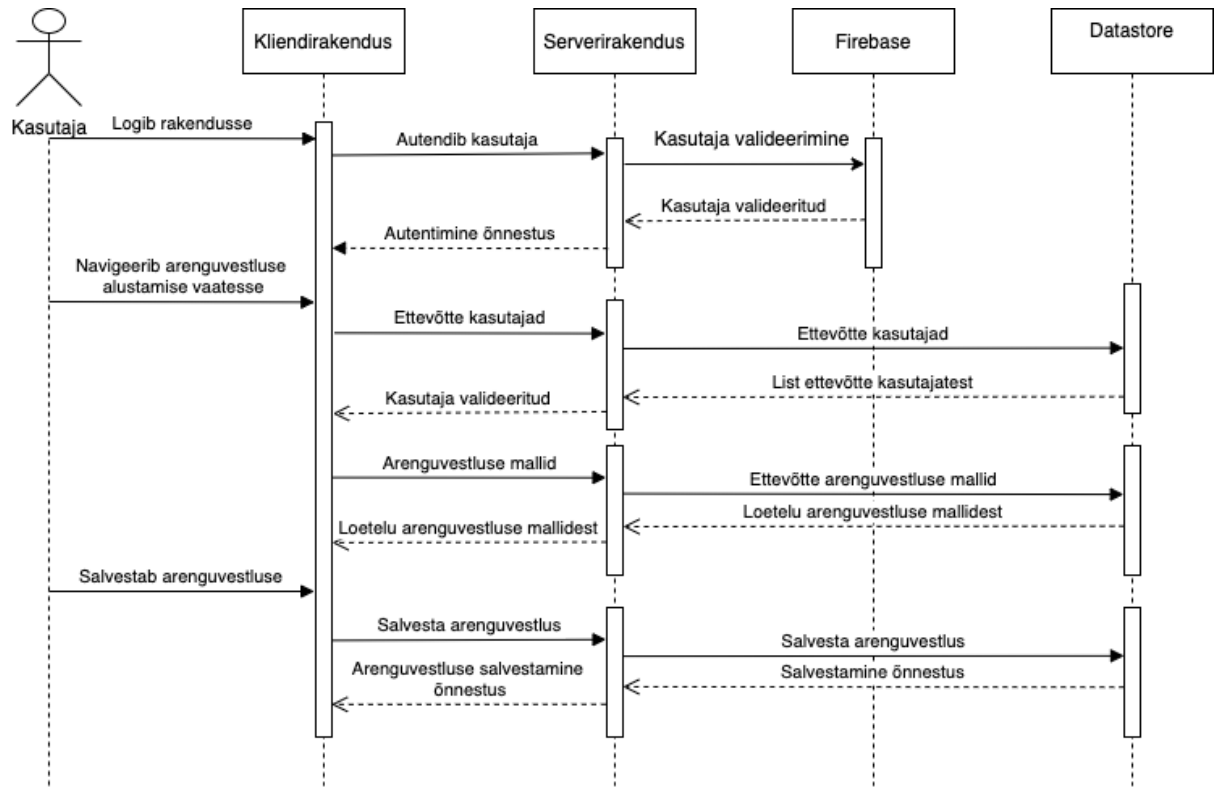 Kliendirakendus
Serverirakendus
Firebase
Datastore
Kasutaja
Logib rakendusse
Autendib kasutaja
Kasutaja valideerimine
Kasutaja valideeritud
Autentimine õnnestus
Navigeerib arenguvestluse
alustamise vaatesse
Ettevõtte kasutajad
Ettevõtte kasutajad
List ettevõtte kasutajatest
Kasutaja valideeritud
Arenguvestluse mallid
Ettevõtte arenguvestluse mallid
Loetelu arenguvestluse mallidest
Loetelu arenguvestluse mallidest
Salvestab arenguvestluse
Salvesta arenguvestlus
Salvesta arenguvestlus
Salvestamine õnnestus
Arenguvestluse salvestamine
õnnestus